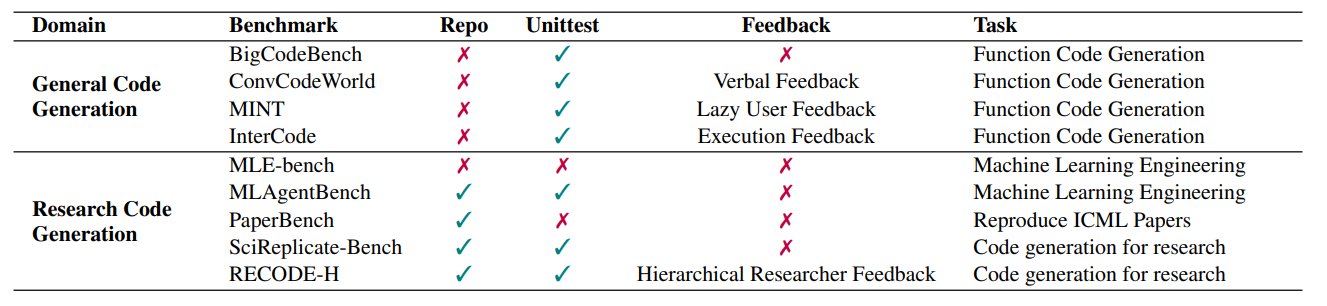 Domain Benchmark Repo Unittest Feedback Task
BigCodeBench ✗ ✓ ✗ Function Code Generation
General Code ConvCodeWorld ✗ ✓ Verbal Feedback Function Code Generation
Generation MINT ✗ ✓ Lazy User Feedback Function Code Generation
InterCode ✗ ✓ Execution Feedback Function Code Generation
MLE-bench ✗ ✗ ✗ Machine Learning Engineering
MLAgentBench ✓ ✓ ✗ Machine Learning Engineering
Research Code PaperBench ✓ ✗ ✗ Reproduce ICML Papers
Generation SciReplicate-Bench ✓ ✓ ✗ Code generation for research
RECODE-H ✓ ✓ Hierarchical Researcher Feedback Code generation for research